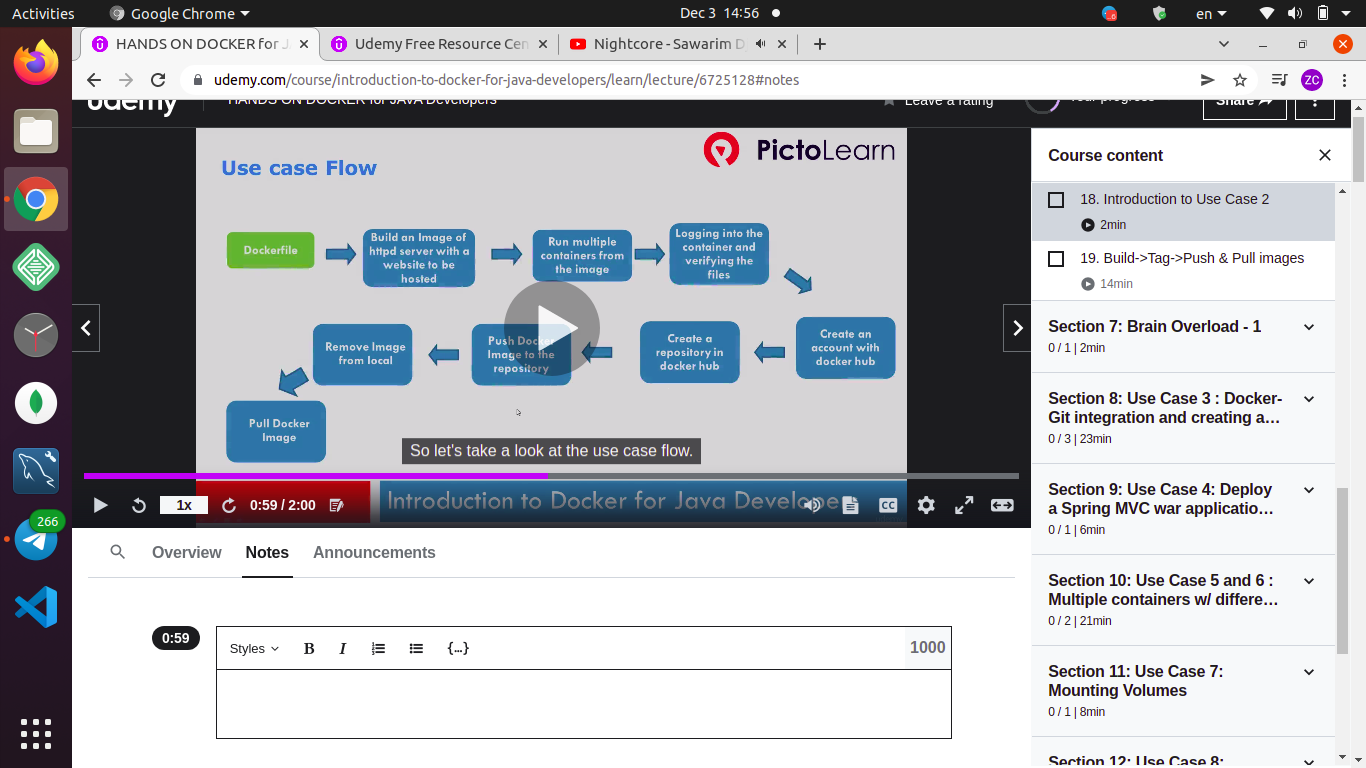 Activities
Google Chrome
Dec 3 14:56
en
HANDS ON DOCKER for J
Udemy Free Resource Cen
Nightcore - Sawarim D
udemy.com/course/introduction-to-docker-for-java-developers/learn/lecture/6725128#notes
ZC
udemy
HANDS ON DOCKER for JAVA Developers
Leave a rating
Your progress
Share
PictoLearn
Use case Flow
Dockerfile
Build an Image of
httpd server with a
website to be
hosted
Run multiple
containers from
the image
Logging into the
container and
verifying the
files
Create an
account with
docker hub
Create a
repository in
docker hub
Push Docker
Image to the
repository
Remove Image
from local
Pull Docker
Image
So let's take a look at the use case flow.
1x
0:59 / 2:00
Introduction to Docker for Java Develope
CC
Course content
18. Introduction to Use Case 2
2min
19. Build->Tag->Push & Pull images
14min
Section 7: Brain Overload - 1
0 / 1 | 2min
Section 8: Use Case 3 : Docker-
Git integration and creating a…
0 / 3 | 23min
Section 9: Use Case 4: Deploy
a Spring MVC war applicatio…
0 / 1 | 6min
Section 10: Use Case 5 and 6 :
Multiple containers w/ differe…
0 / 2 | 21min
Section 11: Use Case 7:
Mounting Volumes
0 / 1 | 8min
Section 12: Use Case 8:
266
Overview
Notes
Announcements
0:59
Styles
B
I
{…}
1000